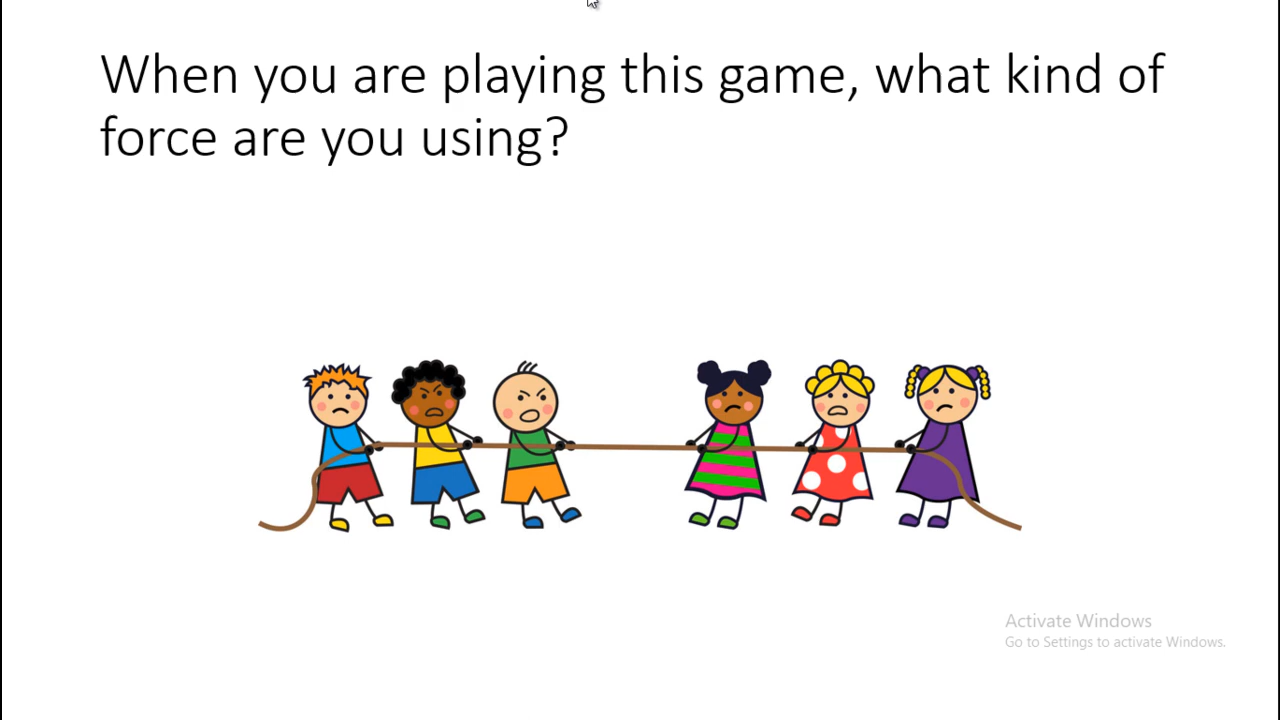 When you are playing this game, what kind of
force are you using?
Activate Windows
Go to Settings to activate Windows.